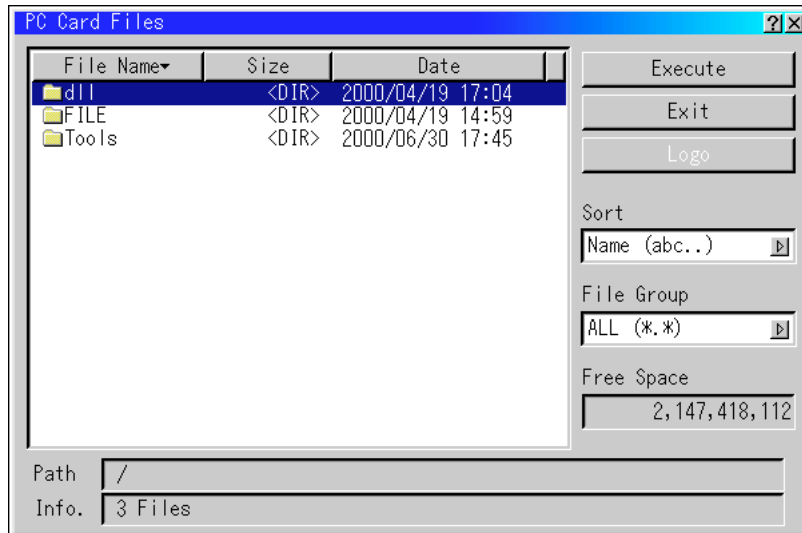 PC Card Files
File Name Size Date
dll <DIR> 2000/04/19 17:04
FILE <DIR> 2000/04/19 14:59
Tools <DIR> 2000/06/30 17:45
Execute
Exit
Logo
Sort
Name (abc..)
File Group
ALL (*.*)
Free Space
2,147,418,112
Path /
Info. 3 Files